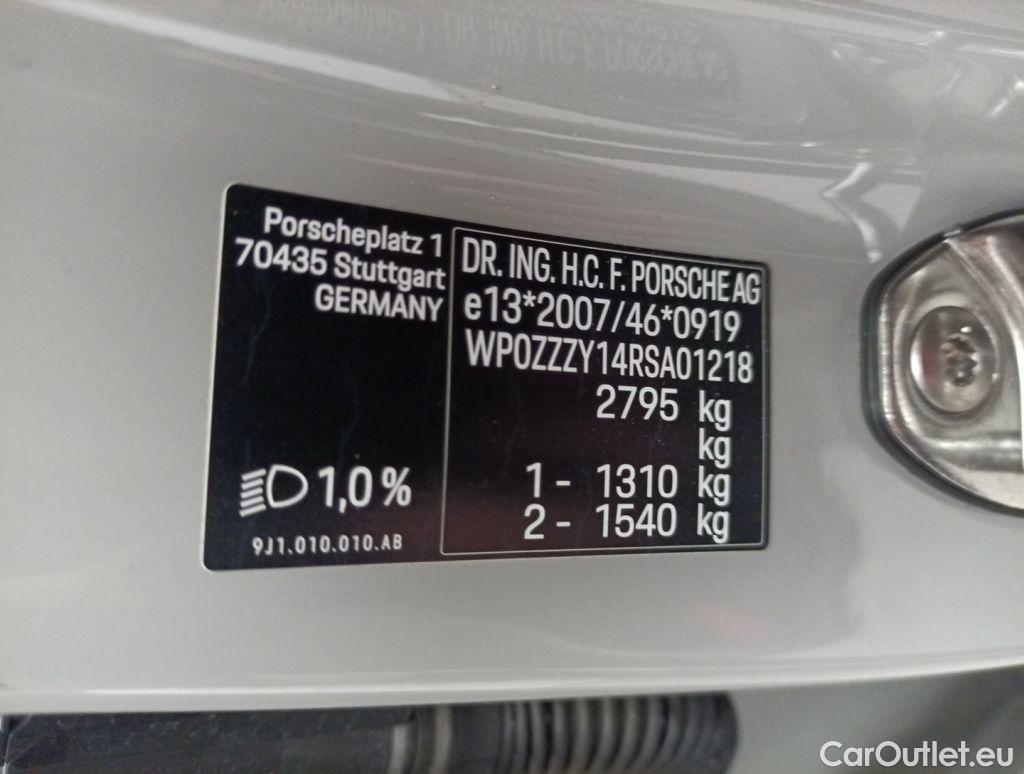 Porscheplatz 1
70435 Stuttgart
GERMANY
1,0 %
9J1.010.010.AB
DR. ING. H.C. F. PORSCHE AG
e13*2007/46*0919
WP0ZZZY14RSA01218
2795 kg
kg
1 - 1310 kg
2 - 1540 kg
CarOutlet.eu